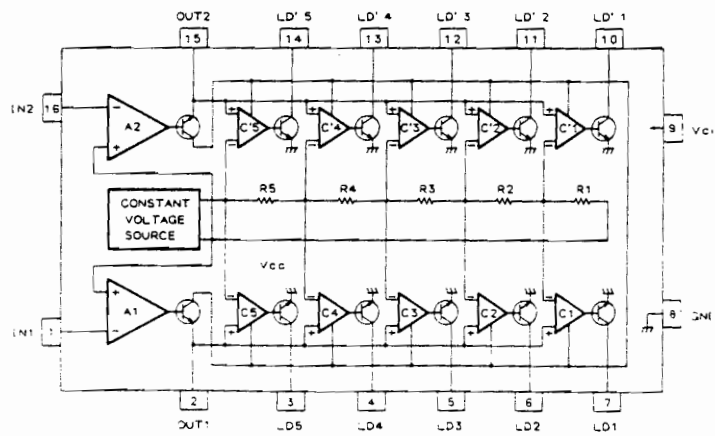 OUT2 LD'5 LD'4 LD'3 LD'2 LD'1
15 14 13 12 11 10
IN2 16
A2 C'5 C'4 C'3 C'2 C'1
9
R5 R4 R3 R2 R1
CONSTANT
VOLTAGE
SOURCE
Vcc
A1 C5 C4 C3 C2 C1
8
IN1 1
2 3 4 5 6 7
OUT1 LD5 LD4 LD3 LD2 LD1